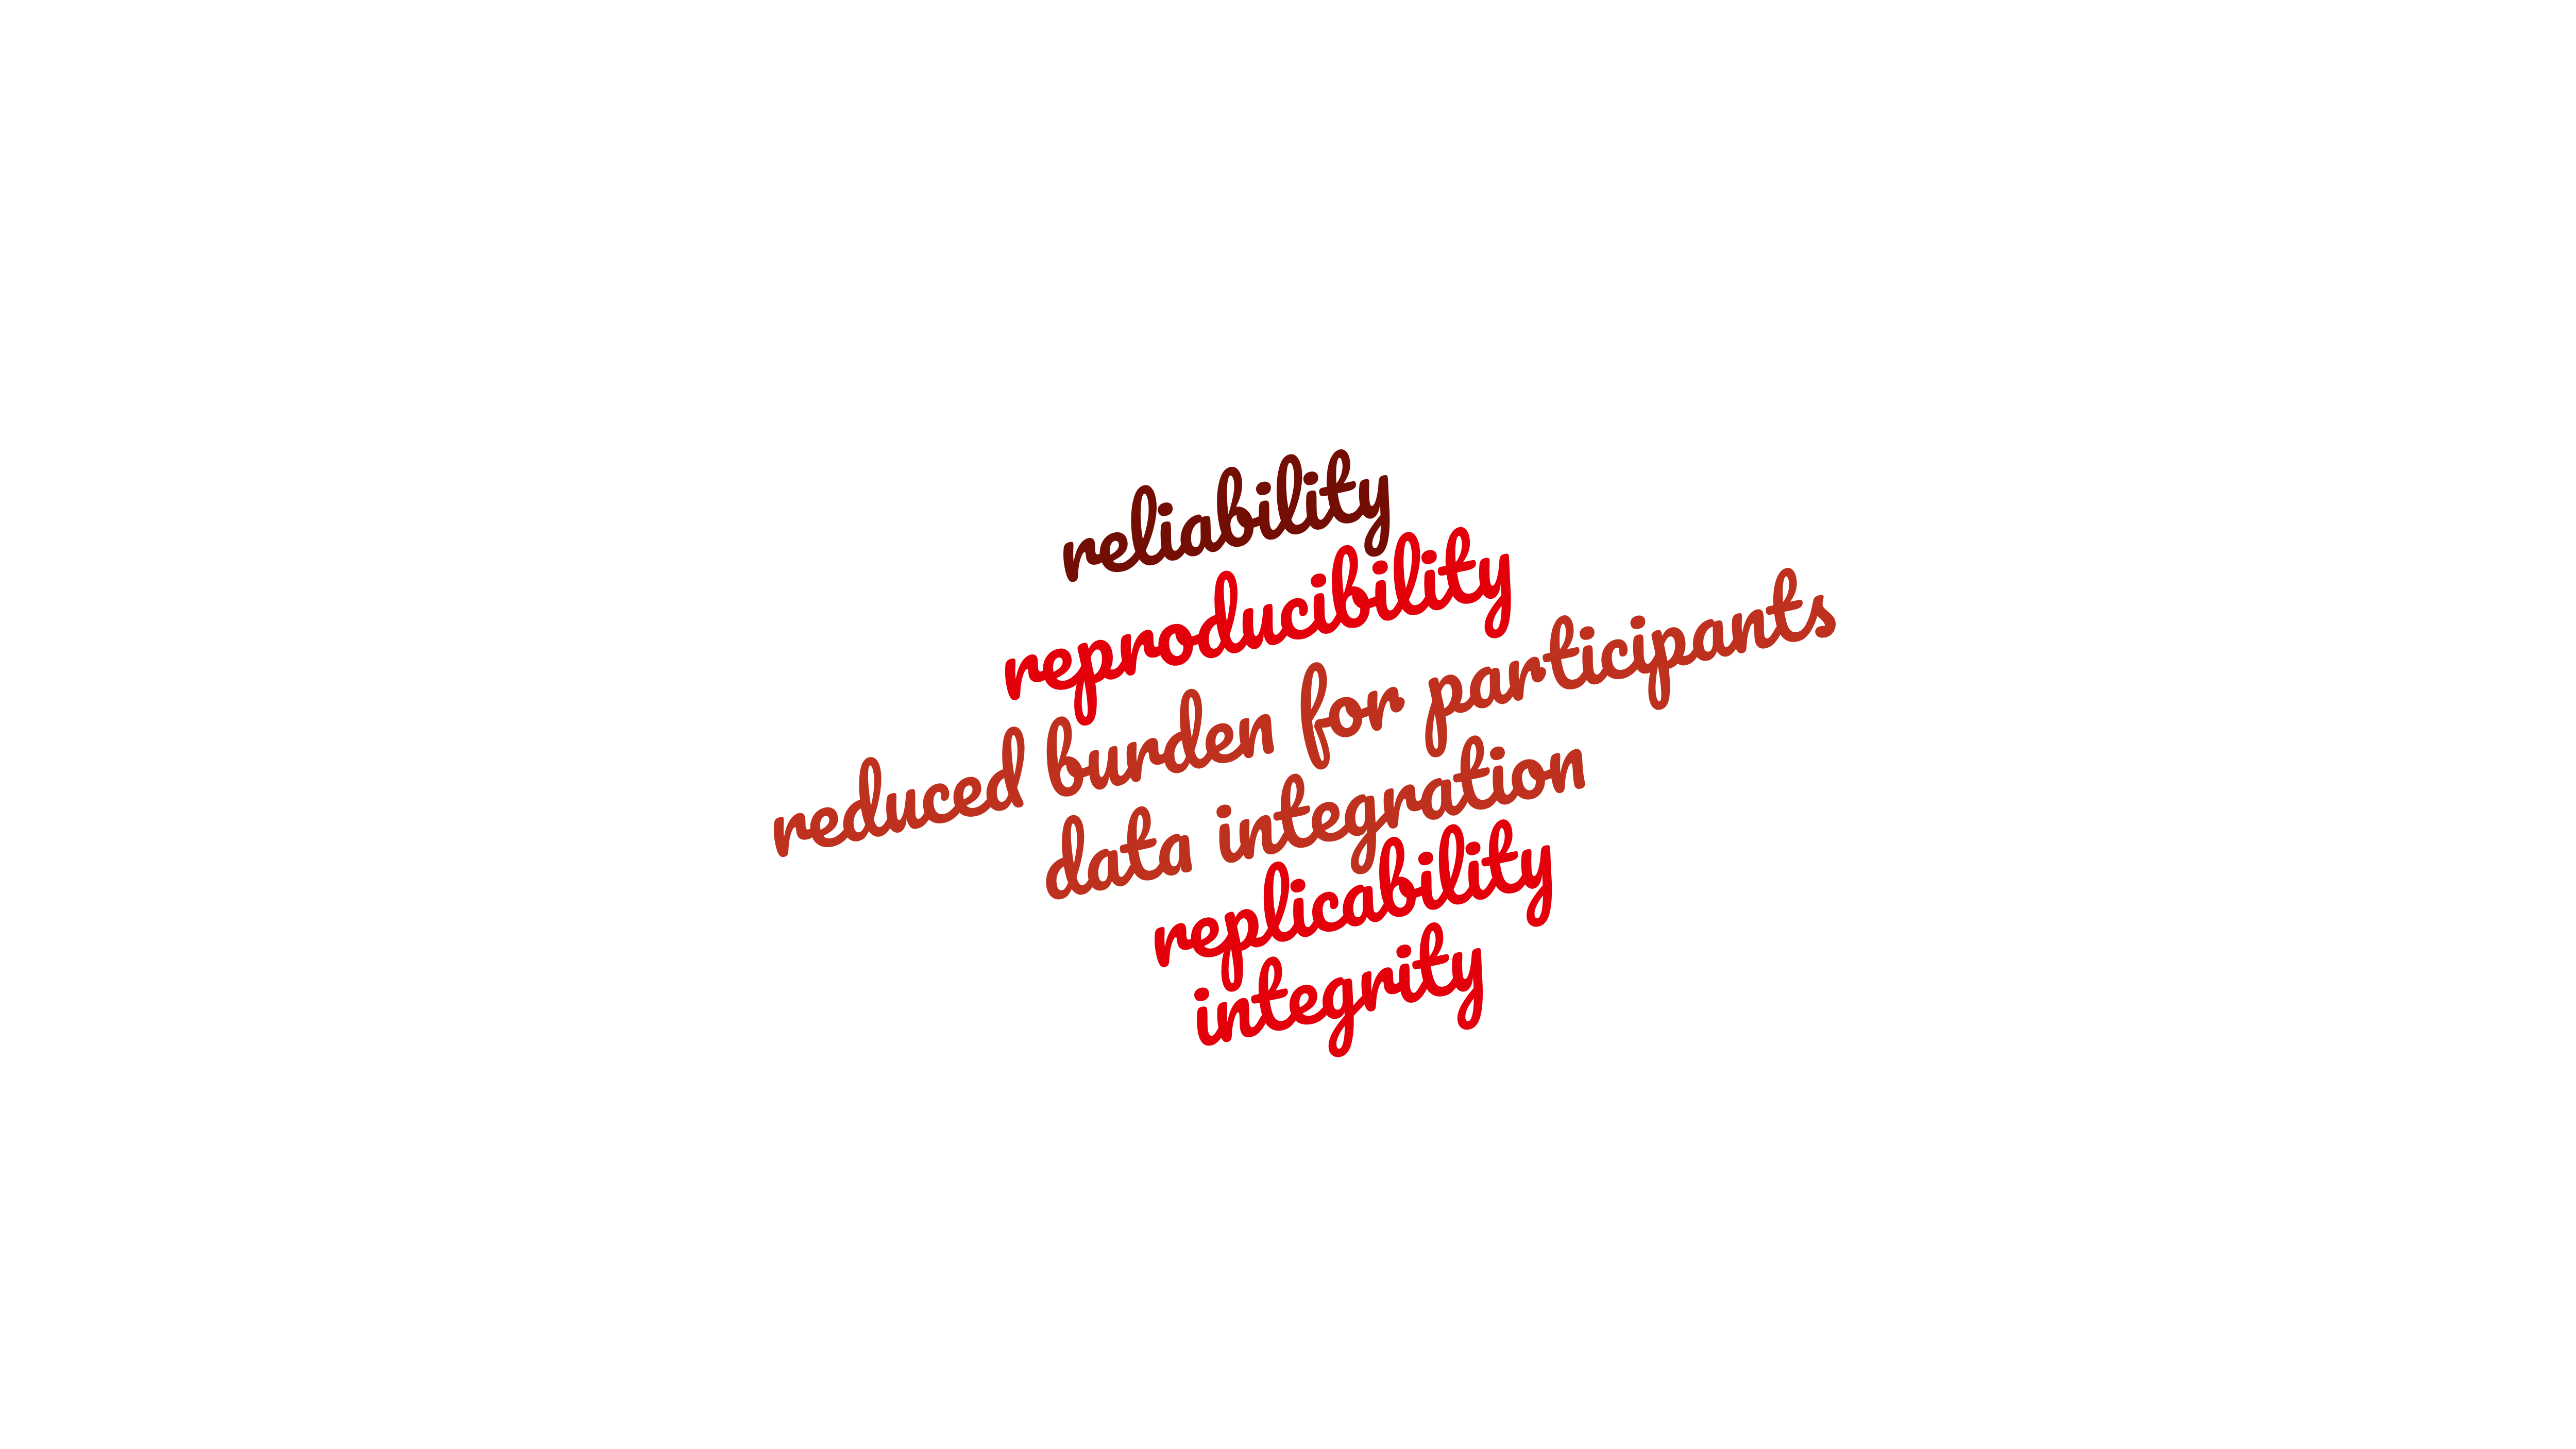 reliability
reproducibility
reduced burden for participants
data integration
replicability
integrity